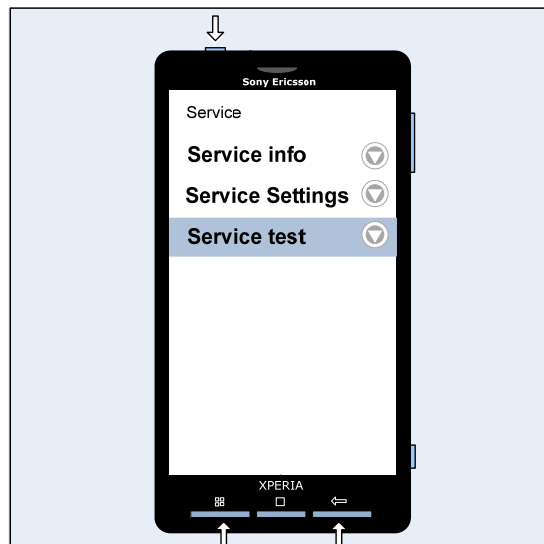 Sony Ericsson
Service
Service info
Service Settings
Service test
XPERIA